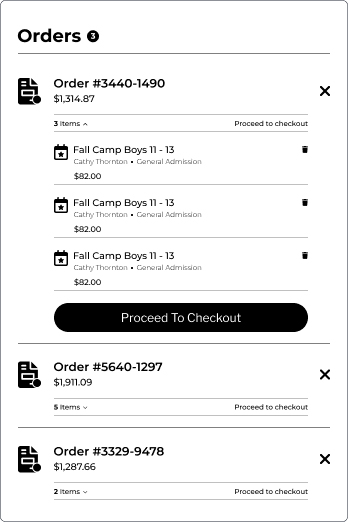 Orders 3
Order #3440-1490
$1,314.87
3 Items Proceed to checkout
Fall Camp Boys 11 - 13
Cathy Thornton • General Admission
$82.00
Fall Camp Boys 11 - 13
Cathy Thornton • General Admission
$82.00
Fall Camp Boys 11 - 13
Cathy Thornton • General Admission
$82.00
Proceed To Checkout
Order #5640-1297
$1,911.09
5 Items Proceed to checkout
Order #3329-9478
$1,287.66
2 Items Proceed to checkout